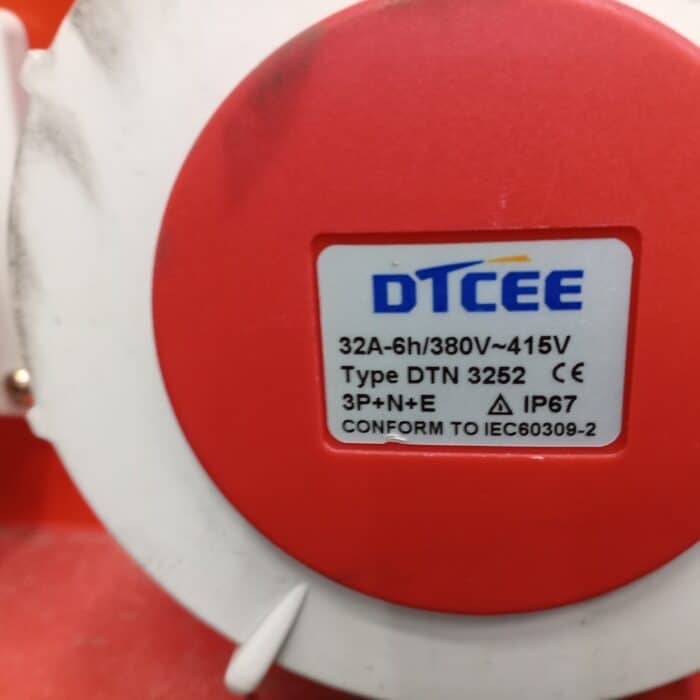 DTCEE
32A-6h/380V~415V
Type DTN 3252 CE
3P+N+E ⚠ IP67
CONFORM TO IEC60309-2